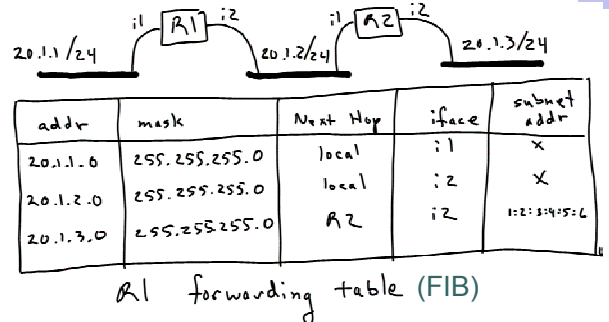 i1 R1 i2 i1 R2 i2
20.1.1/24 20.1.2/24 20.1.3/24
addr mask Next Hop iface subnet addr
20.1.1.0 255.255.255.0 local i1 x
20.1.2.0 255.255.255.0 local i2 x
20.1.3.0 255.255.255.0 R2 i2 1:2:3:4:5:6
R1 forwarding table (FIB)